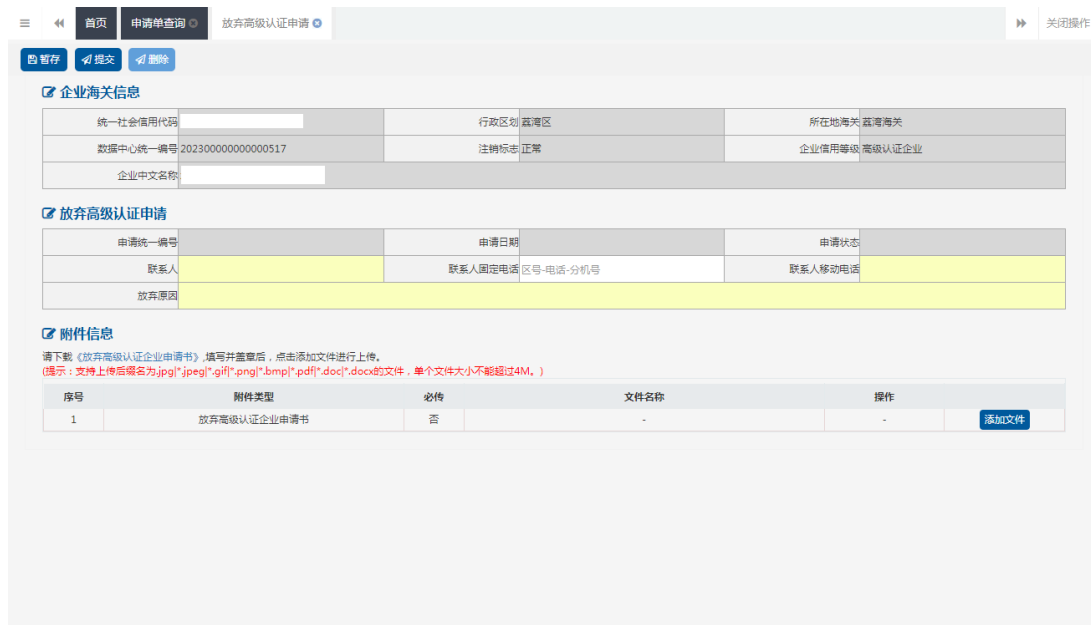 首页 申请单查询 放弃高级认证申请 关闭操作
暂存 提交 删除
企业海关信息
统一社会信用代码 行政区划 荔湾区 所在地海关 荔湾海关
数据中心统一编号 202300000000000517 注销标志 正常 企业信用等级 高级认证企业
企业中文名称
放弃高级认证申请
申请统一编号 申请日期 申请状态
联系人 联系人固定电话 区号-电话-分机号 联系人移动电话
放弃原因
附件信息
请下载《放弃高级认证企业申请书》,填写并盖章后，点击添加文件进行上传。
(提示：支持上传后缀名为.jpg|*.jpeg|*.gif|*.png|*.bmp|*.pdf|*.doc|*.docx的文件，单个文件大小不能超过4M。)
序号 附件类型 必传 文件名称 操作
1 放弃高级认证企业申请书 否 - - 添加文件